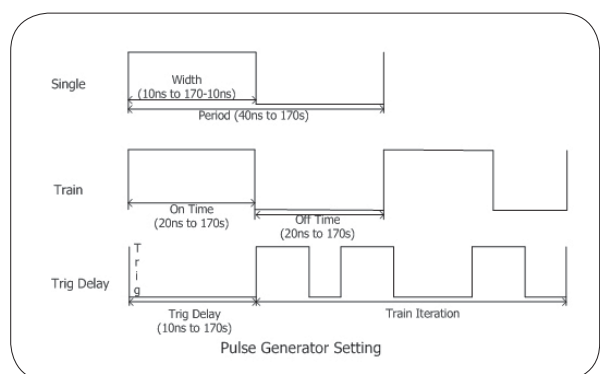 Single
Width
(10ns to 170-10ns)
Period (40ns to 170s)
Train
On Time
(20ns to 170s)
Off Time
(20ns to 170s)
Trig
Trig Delay
Trig Delay
(10ns to 170s)
Train Iteration
Pulse Generator Setting